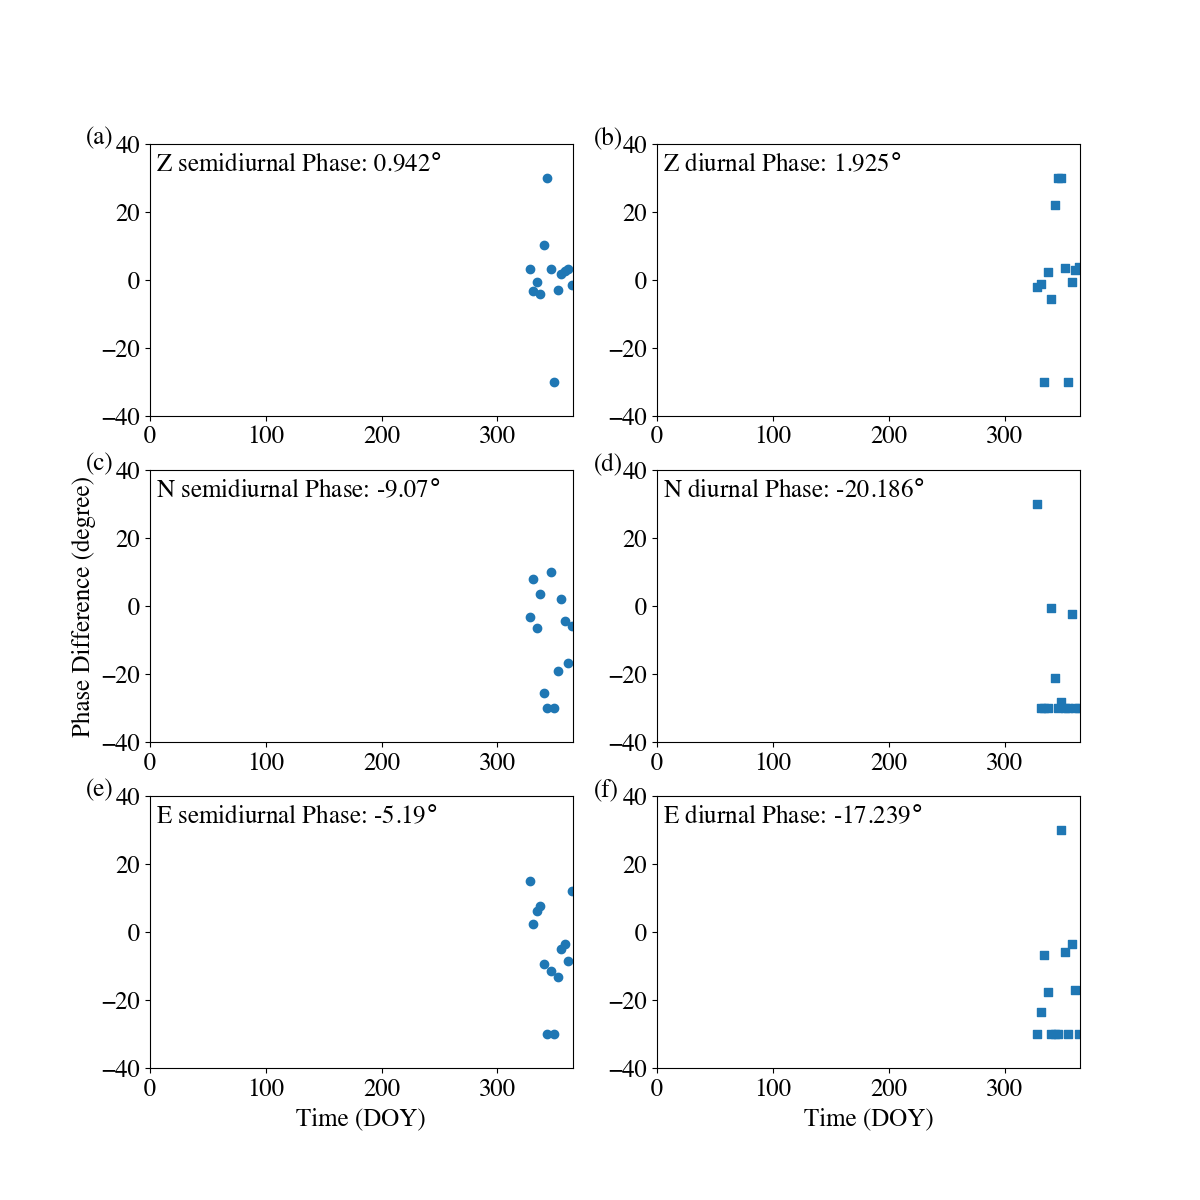 (a)
Z semidiurnal Phase: 0.942°
40
20
0
−20
−40
0 100 200 300
(b)
Z diurnal Phase: 1.925°
40
20
0
−20
−40
0 100 200 300
Phase Difference (degree)
(c)
N semidiurnal Phase: -9.07°
40
20
0
−20
−40
0 100 200 300
(d)
N diurnal Phase: -20.186°
40
20
0
−20
−40
0 100 200 300
(e)
E semidiurnal Phase: -5.19°
40
20
0
−20
−40
0 100 200 300
Time (DOY)
(f)
E diurnal Phase: -17.239°
40
20
0
−20
−40
0 100 200 300
Time (DOY)